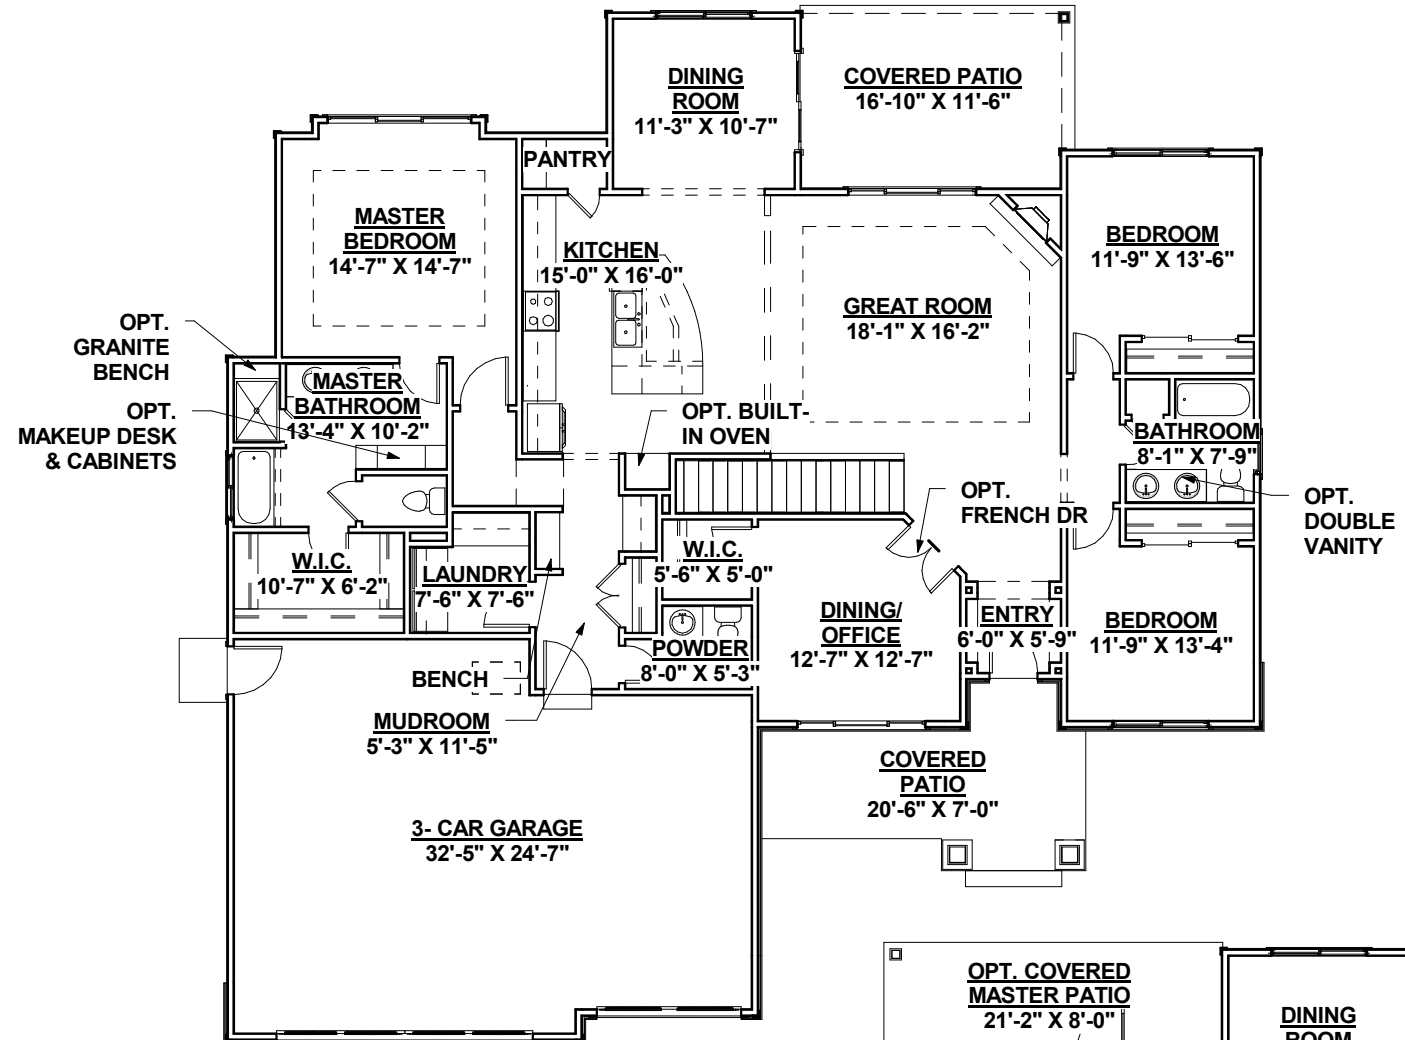 DINING
ROOM
11'-3" X 10'-7"
COVERED PATIO
16'-10" X 11'-6"
PANTRY
MASTER
BEDROOM
14'-7" X 14'-7"
KITCHEN
15'-0" X 16'-0"
BEDROOM
11'-9" X 13'-6"
GREAT ROOM
18'-1" X 16'-2"
OPT.
GRANITE
BENCH
MASTER
BATHROOM
13'-4" X 10'-2"
OPT.
MAKEUP DESK
& CABINETS
OPT. BUILT-
IN OVEN
BATHROOM
8'-1" X 7'-9"
OPT.
FRENCH DR
OPT.
DOUBLE
VANITY
W.I.C.
10'-7" X 6'-2"
LAUNDRY
7'-6" X 7'-6"
W.I.C.
5'-6" X 5'-0"
DINING/
OFFICE
12'-7" X 12'-7"
ENTRY
6'-0" X 5'-9"
BEDROOM
11'-9" X 13'-4"
POWDER
8'-0" X 5'-3"
BENCH
MUDROOM
5'-3" X 11'-5"
COVERED
PATIO
20'-6" X 7'-0"
3- CAR GARAGE
32'-5" X 24'-7"
OPT. COVERED
MASTER PATIO
21'-2" X 8'-0"
DINING
ROOM